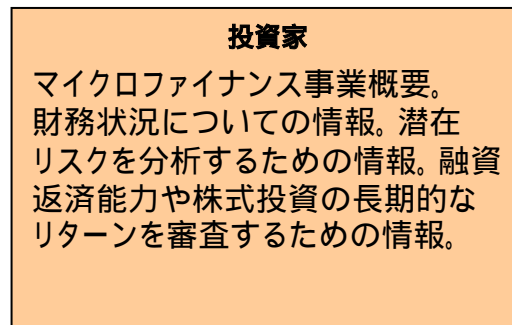 投資家
マイクロファイナンス事業概要。
財務状況についての情報。潜在
リスクを分析するための情報。融資
返済能力や株式投資の長期的な
リターンを審査するための情報。